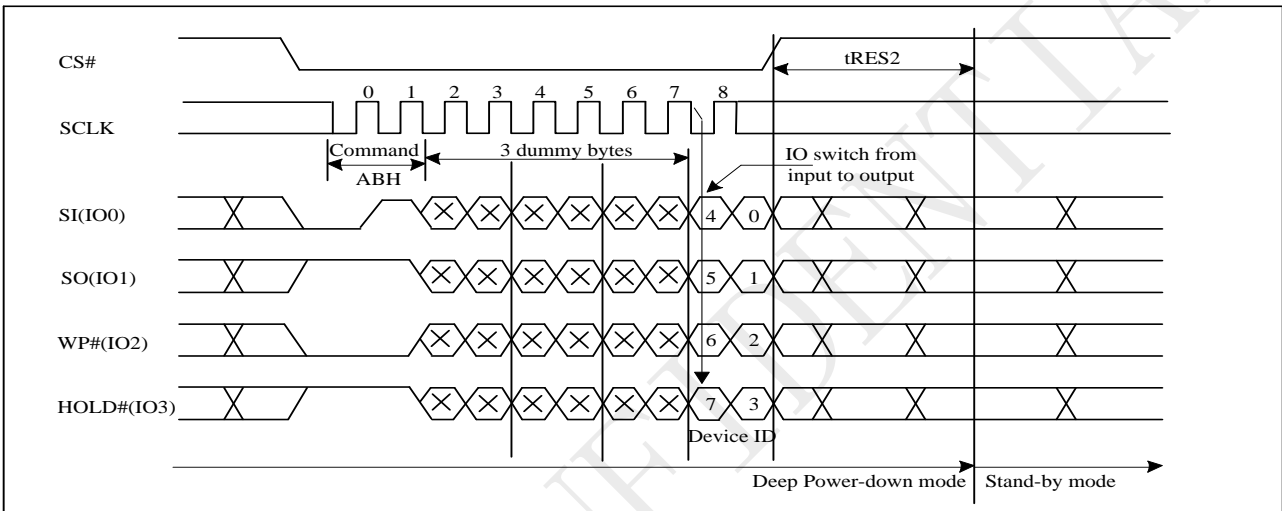 CS#
tRES2
0 1 2 3 4 5 6 7 8
SCLK
Command
ABH
3 dummy bytes
IO switch from
input to output
SI(IO0)
4 0
SO(IO1)
5 1
WP#(IO2)
6 2
HOLD#(IO3)
7 3
Device ID
Deep Power-down mode
Stand-by mode